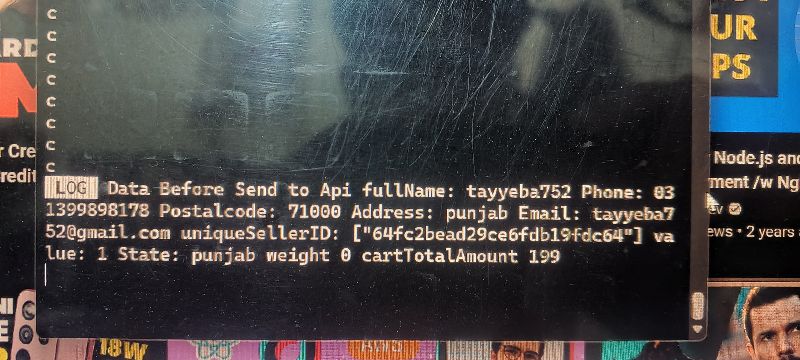 ARD
UR
PS
M
r Cre
redit
c
c
c
c
c
c
c
LOG Data Before Send to Api fullName: tayyeba752 Phone: 03
1399898178 Postalcode: 71000 Address: punjab Email: tayyeba7
52@gmail.com uniqueSellerID: ["64fc2bead29ce6fdb19fdc64"] va
lue: 1 State: punjab weight 0 cartTotalAmount 199
Node.js and
ment /w Ng
ev
ews • 2 years a
NI
E
18W